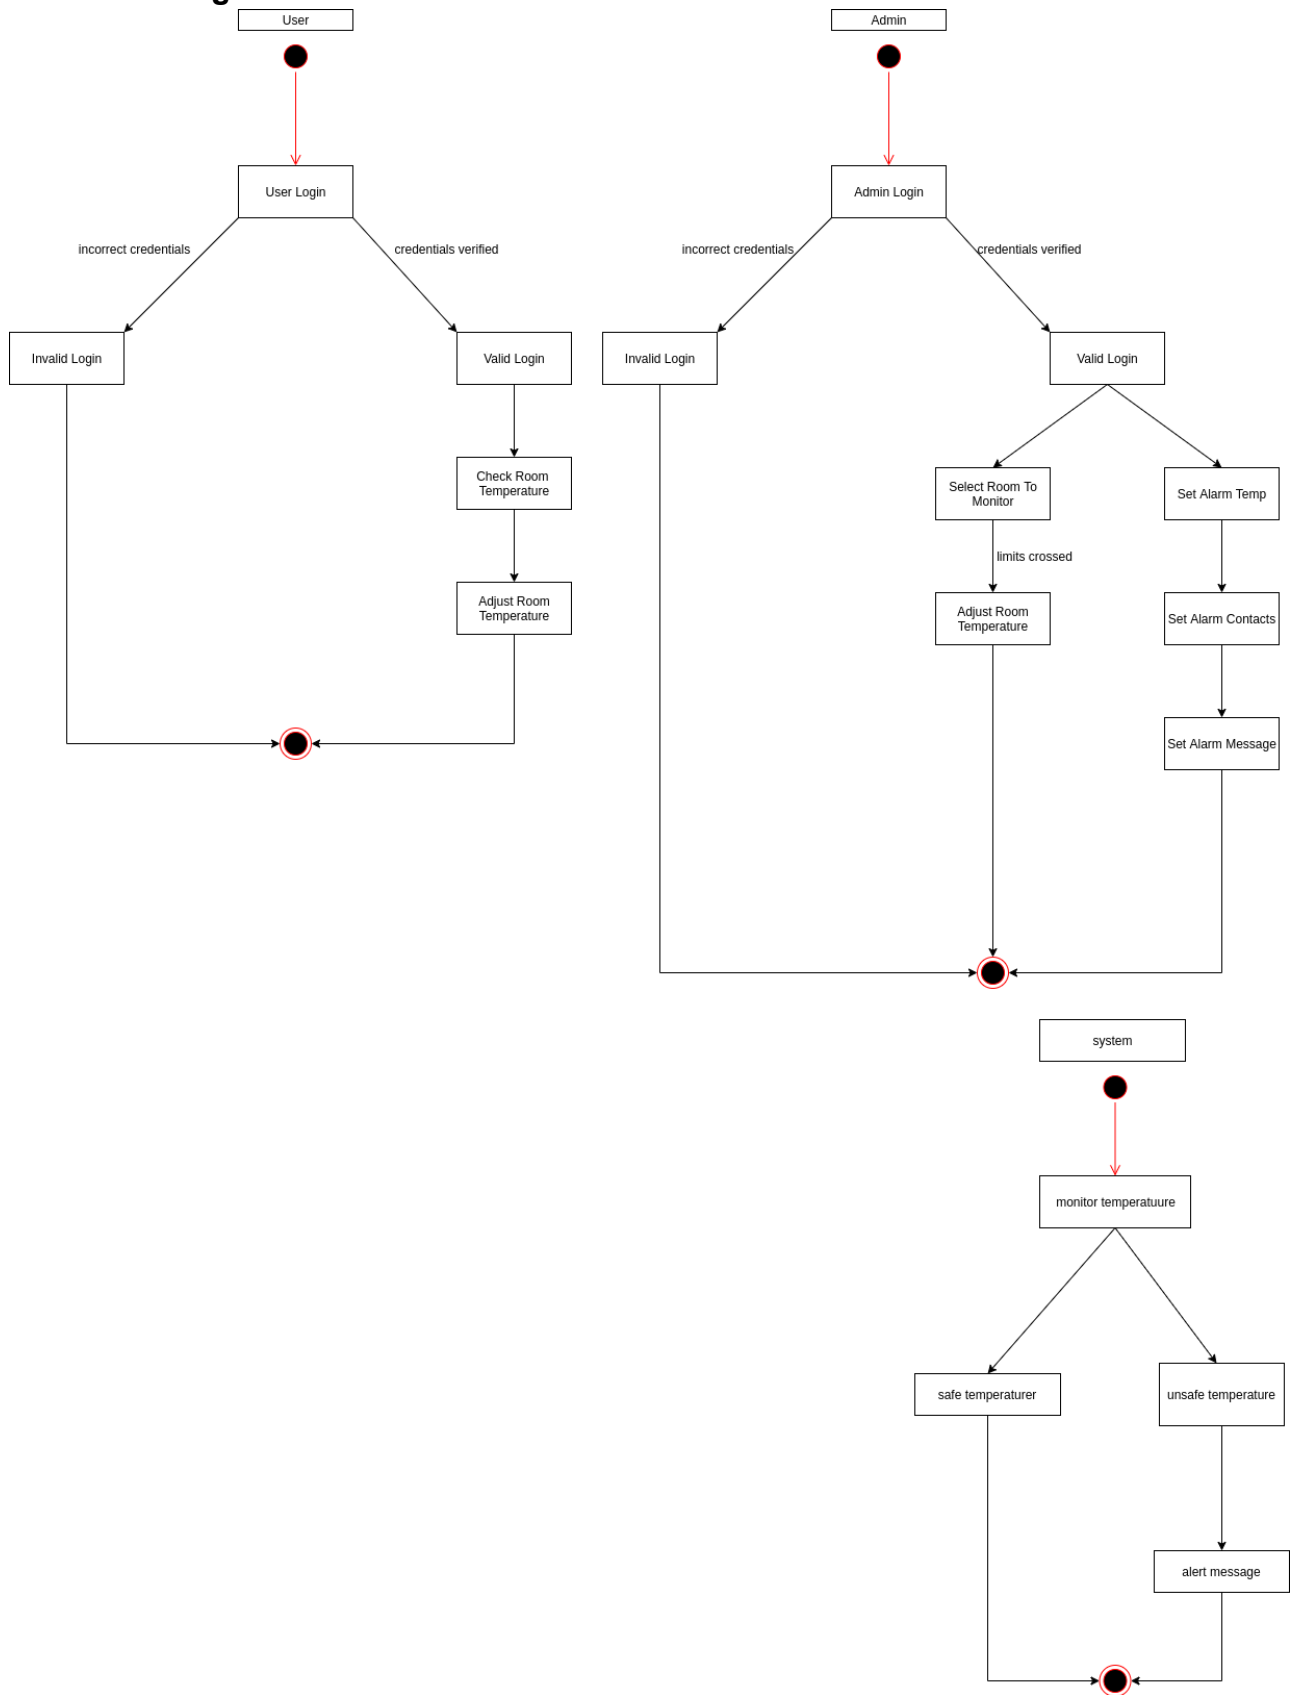 User
User Login
incorrect credentials
credentials verified
Invalid Login
Valid Login
Check Room
Temperature
Adjust Room
Temperature
Admin
Admin Login
incorrect credentials
credentials verified
Invalid Login
Valid Login
Select Room To
Monitor
limits crossed
Adjust Room
Temperature
Set Alarm Temp
Set Alarm Contacts
Set Alarm Message
system
monitor temperatuure
safe temperaturer
unsafe temperature
alert message